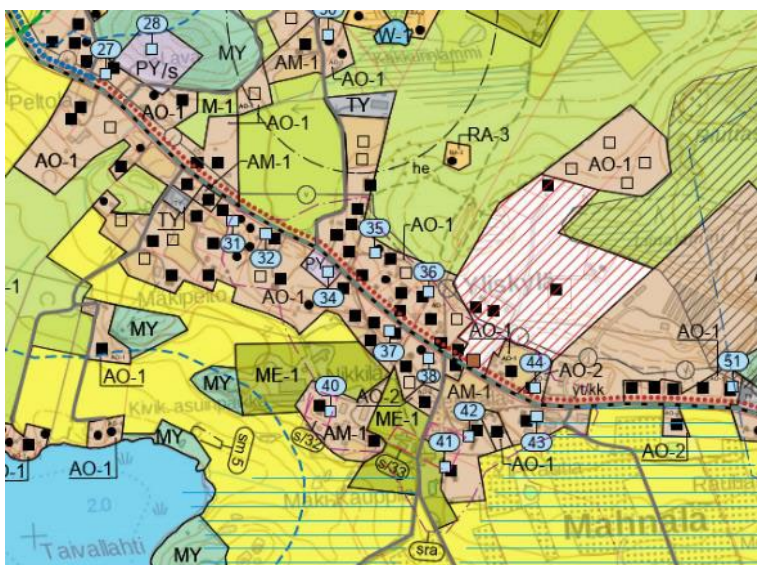 28
27
MY
PY/s
AM-1
AO-1
W-1
Peltola
AO-1
M-1
AO-1
TY
RA-3
AO-1
AM-1
he
AO-1
v
TY
31
32
35
AO-1
PY
36
Yliskylä
Mäkipelto
AO-1
34
MY
AO-1
37
38
AO-1
AO-1
51
44
AO-2
yt/kk
MY
ME-1
40
AO-2
AM-1
AO-1
Kivik. asuinpaikka
ME-1
42
AM-1
s/32
41
43
AO-1
AO-2
MY
sm.5
s/33
AO-1
2.0
Mahnala
Taivallahti
MY
sra